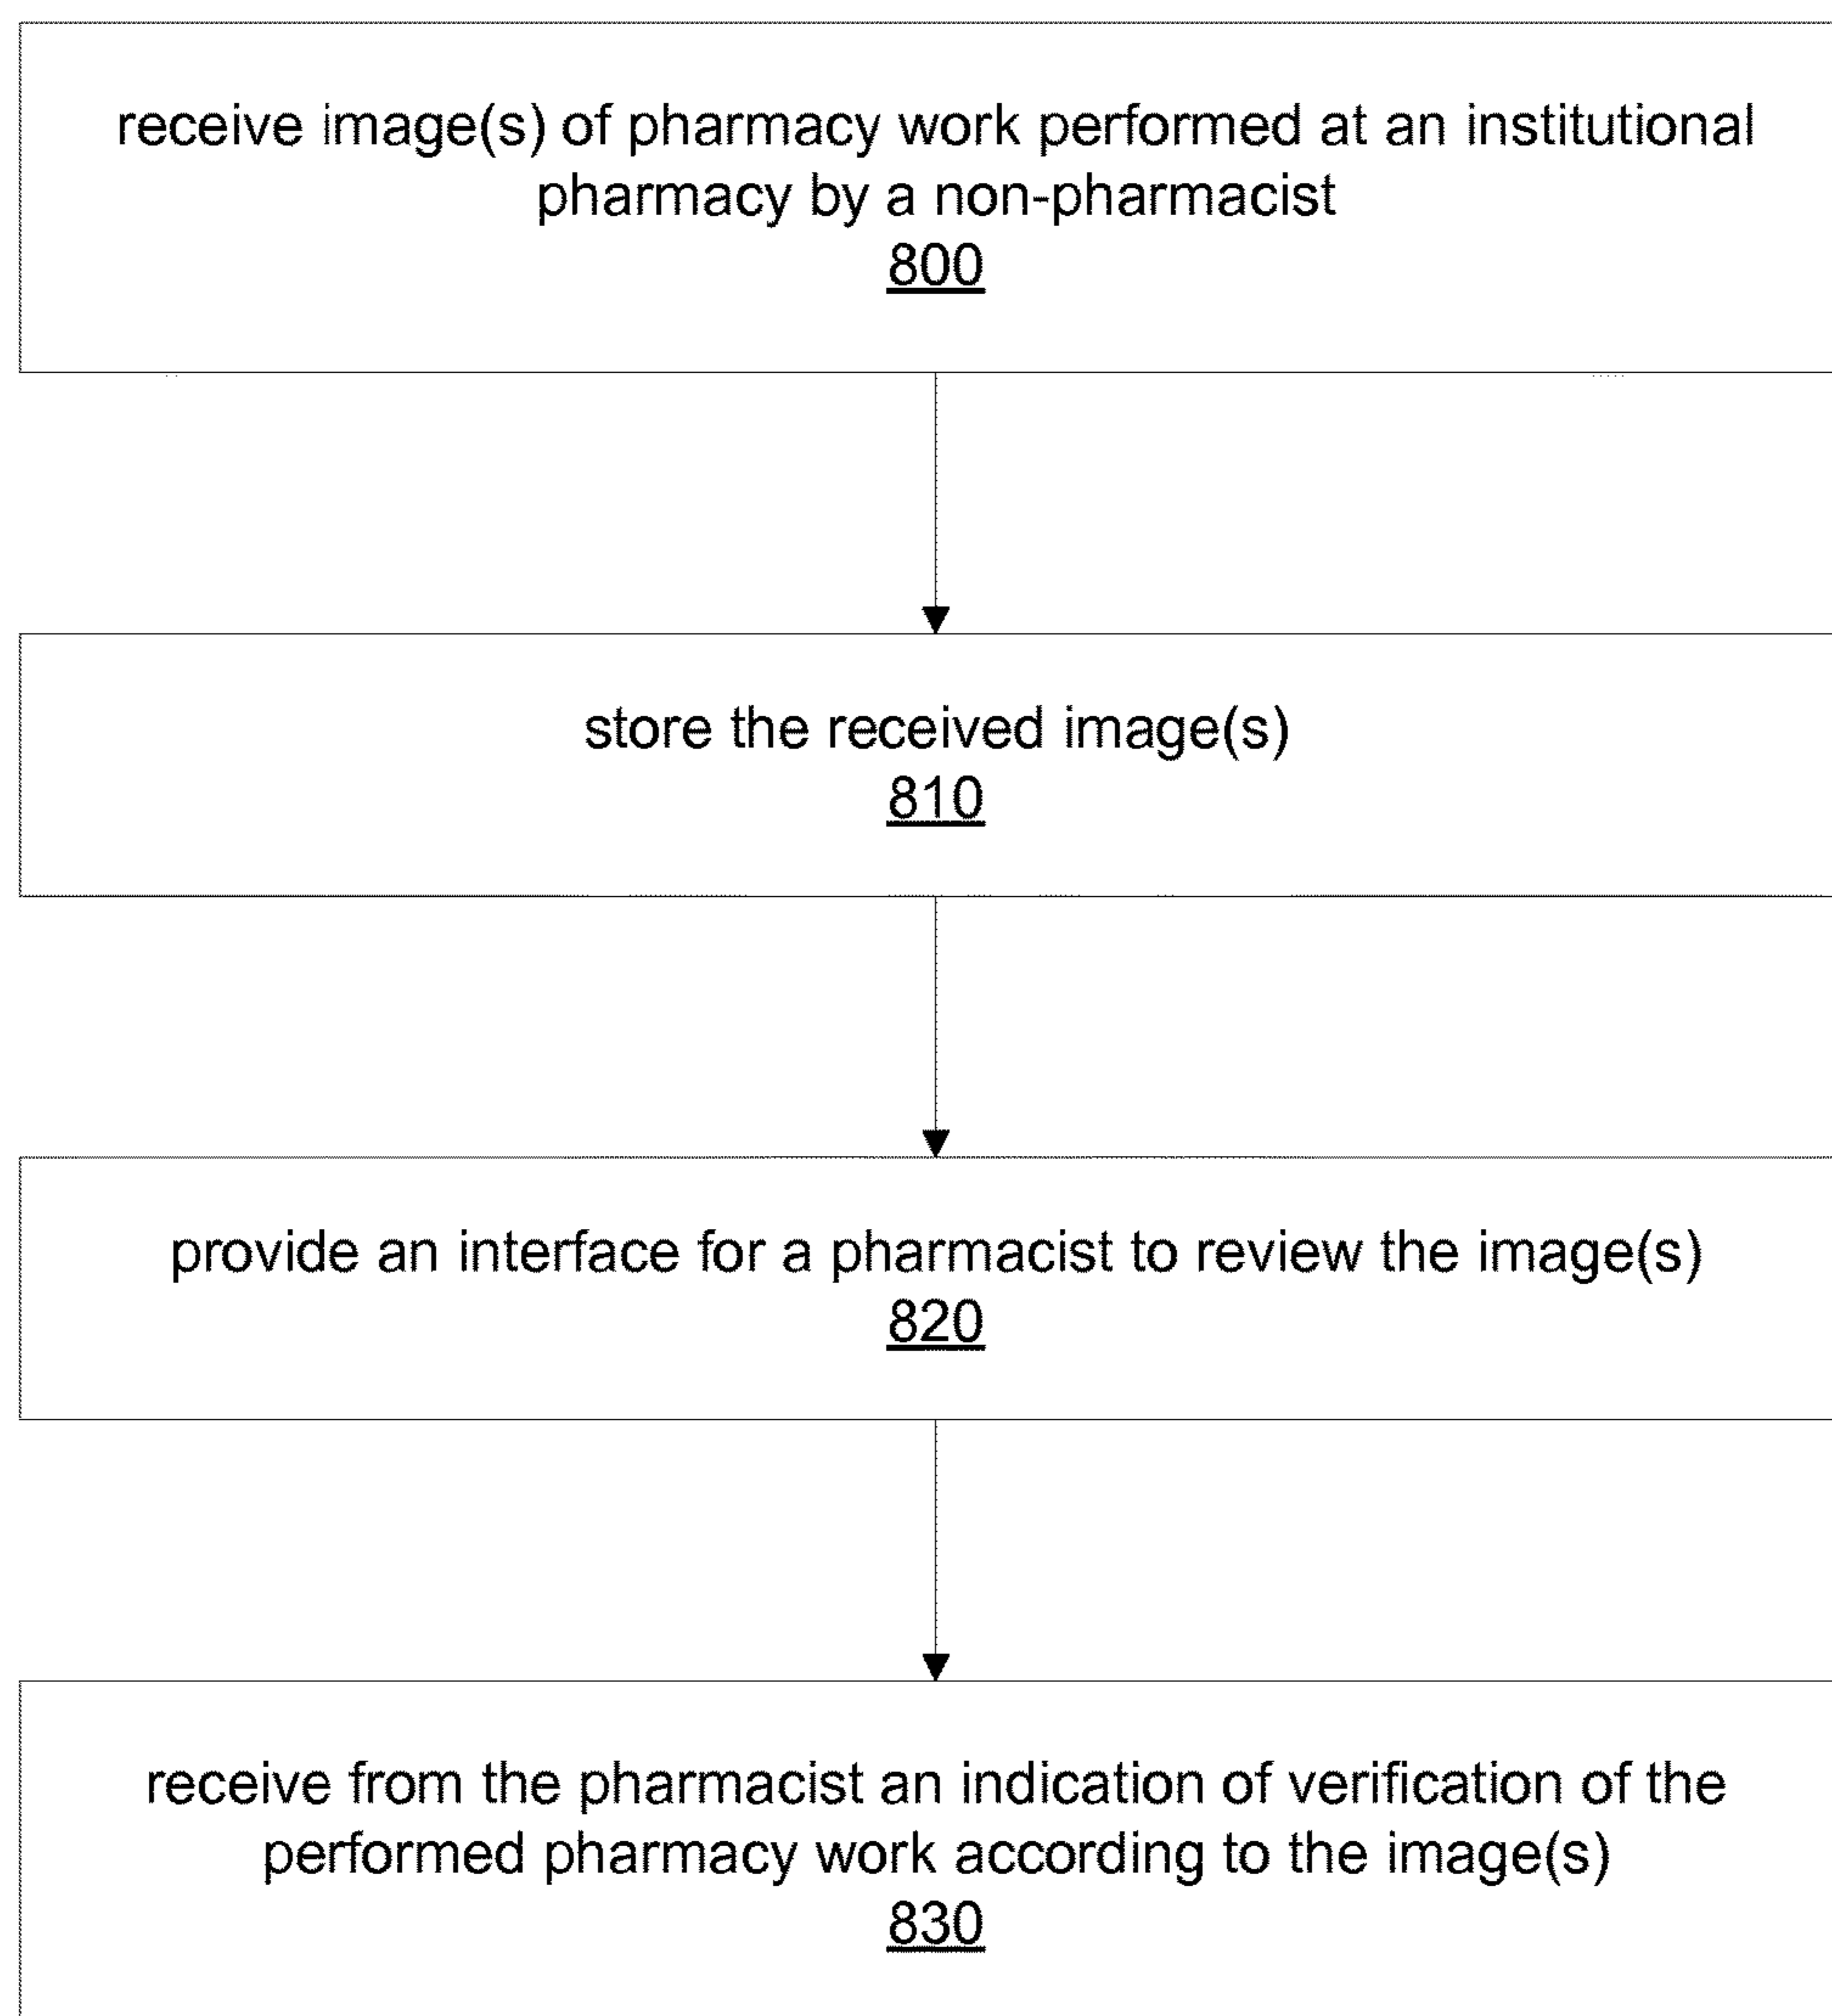 receive image(s) of pharmacy work performed at an institutional
pharmacy by a non-pharmacist
800
store the received image(s)
810
provide an interface for a pharmacist to review the image(s)
820
receive from the pharmacist an indication of verification of the
performed pharmacy work according to the image(s)
830